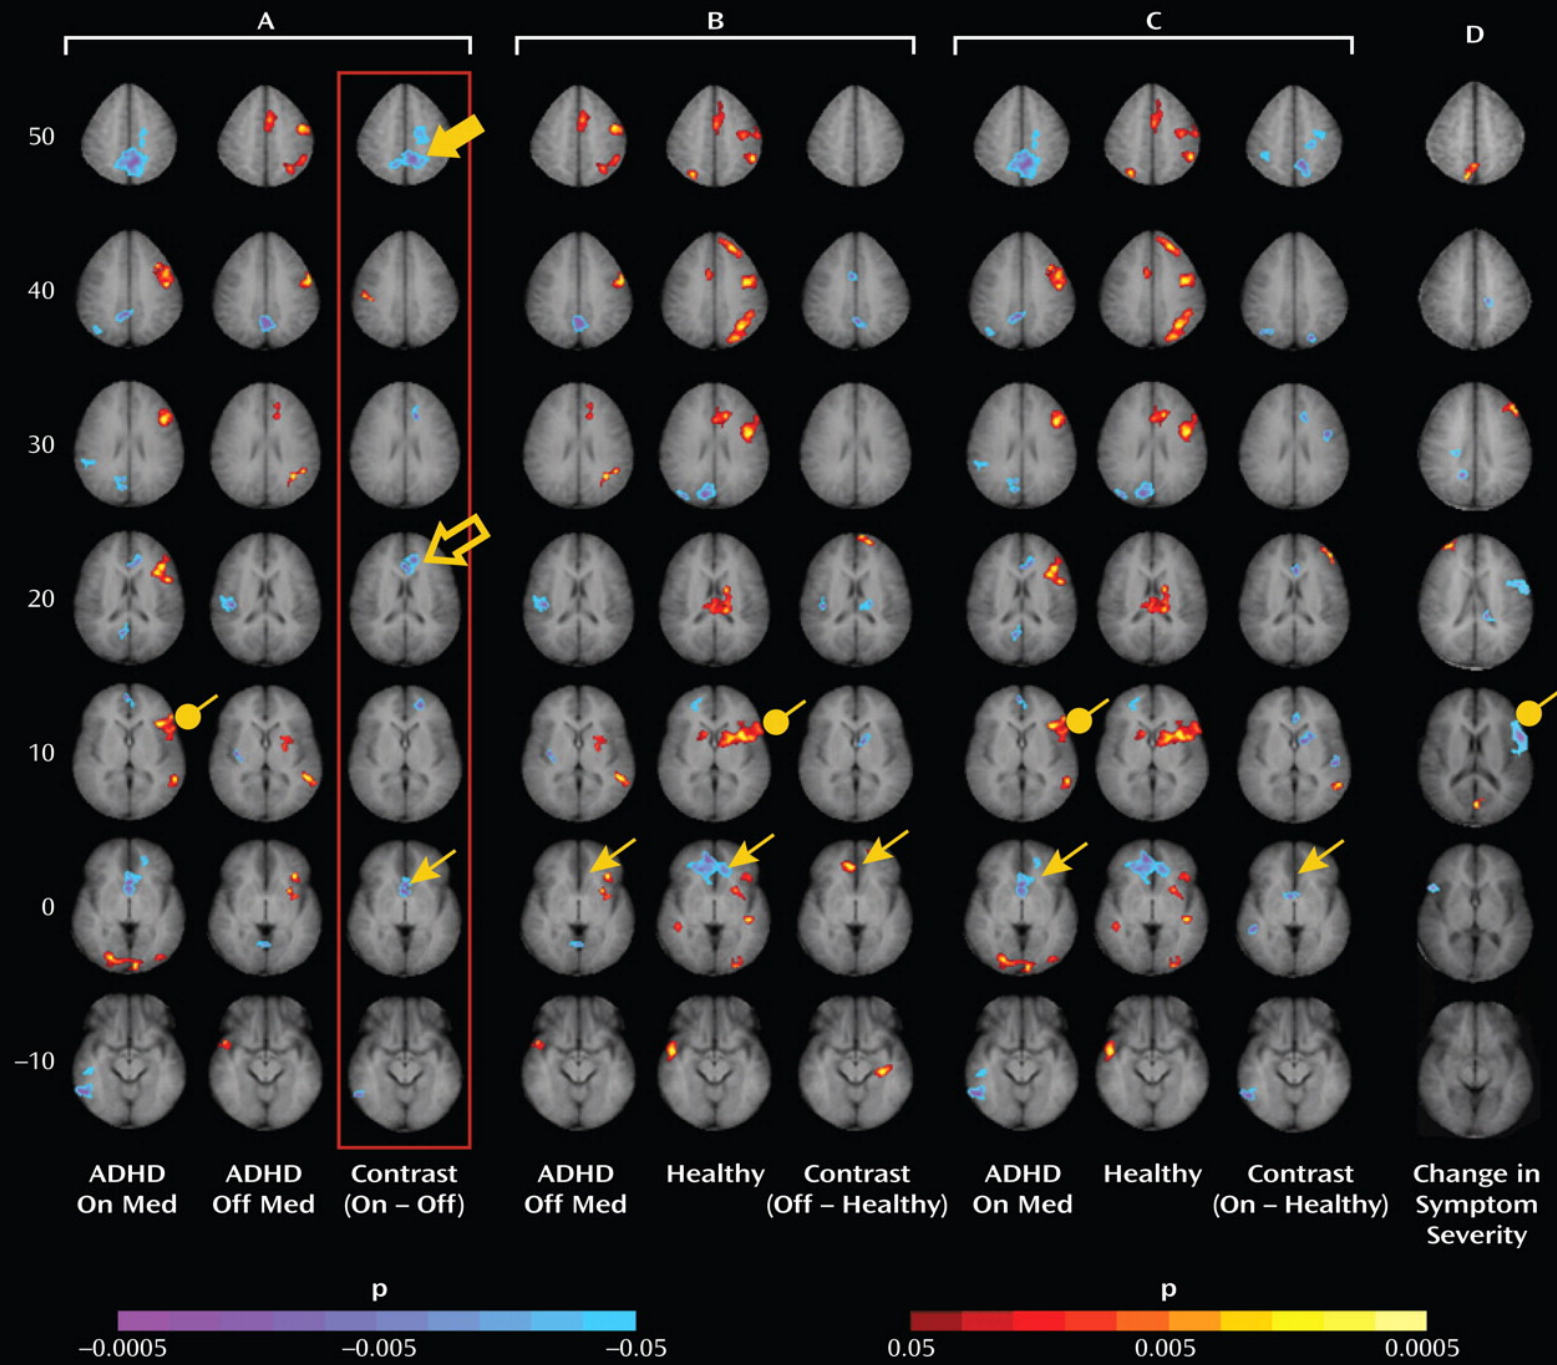 A B C D
50
40
30
20
10
0
−10
ADHD On Med
ADHD Off Med
Contrast (On – Off)
ADHD Off Med
Healthy
Contrast (Off – Healthy)
ADHD On Med
Healthy
Contrast (On – Healthy)
Change in Symptom Severity
p p
−0.0005 −0.005 −0.05 0.05 0.005 0.0005